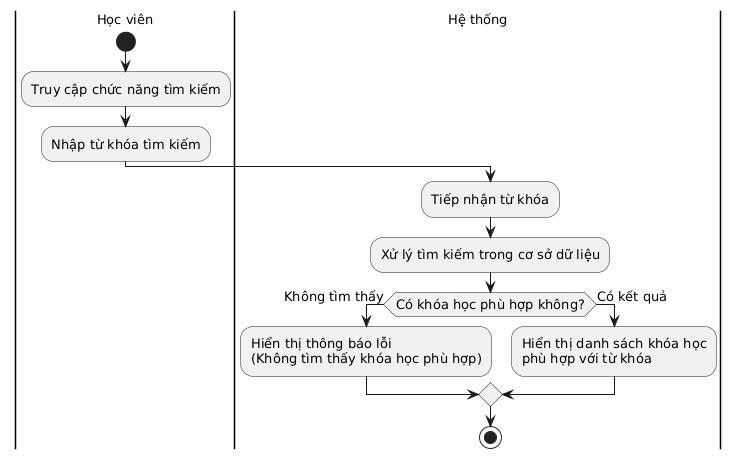 Học viên
Hệ thống
Truy cập chức năng tìm kiếm
Nhập từ khóa tìm kiếm
Tiếp nhận từ khóa
Xử lý tìm kiếm trong cơ sở dữ liệu
Không tìm thấy
Có khóa học phù hợp không?
Có kết quả
Hiển thị thông báo lỗi
(Không tìm thấy khóa học phù hợp)
Hiển thị danh sách khóa học
phù hợp với từ khóa